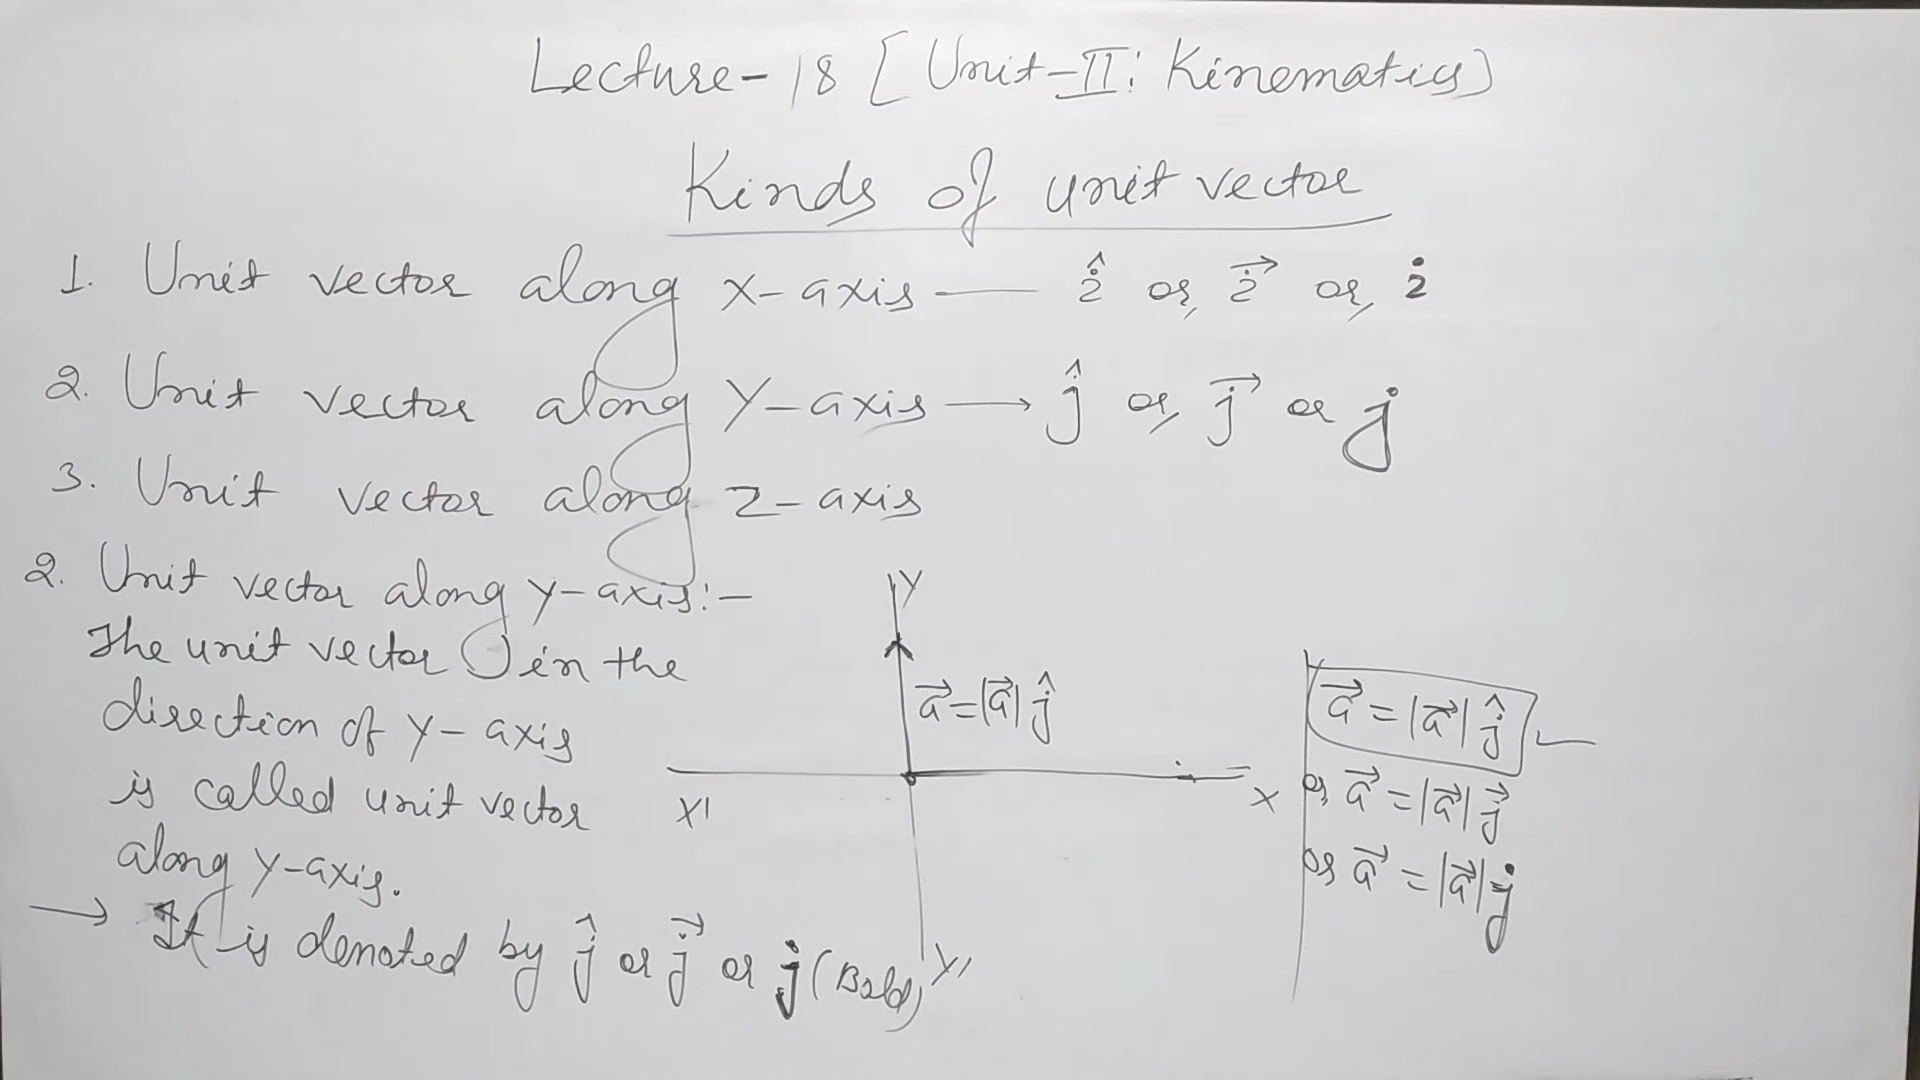 Lecture-18 [Unit-II: Kinematics]
Kinds of unit vector
1. Unit vector along X-axis — î or, i⃗ or, i
2. Unit vector along Y-axis → ĵ or, j⃗ or j
3. Unit vector along Z-axis
2. Unit vector along Y-axis:-
The unit vector in the
direction of Y-axis
is called unit vector
along Y-axis.
→ It is denoted by ĵ or j⃗ or j (Bold)
Y
a⃗ = |a⃗| ĵ
X' X
Y'
a⃗ = |a⃗| ĵ
or, a⃗ = |a⃗| j⃗
or a⃗ = |a⃗| j